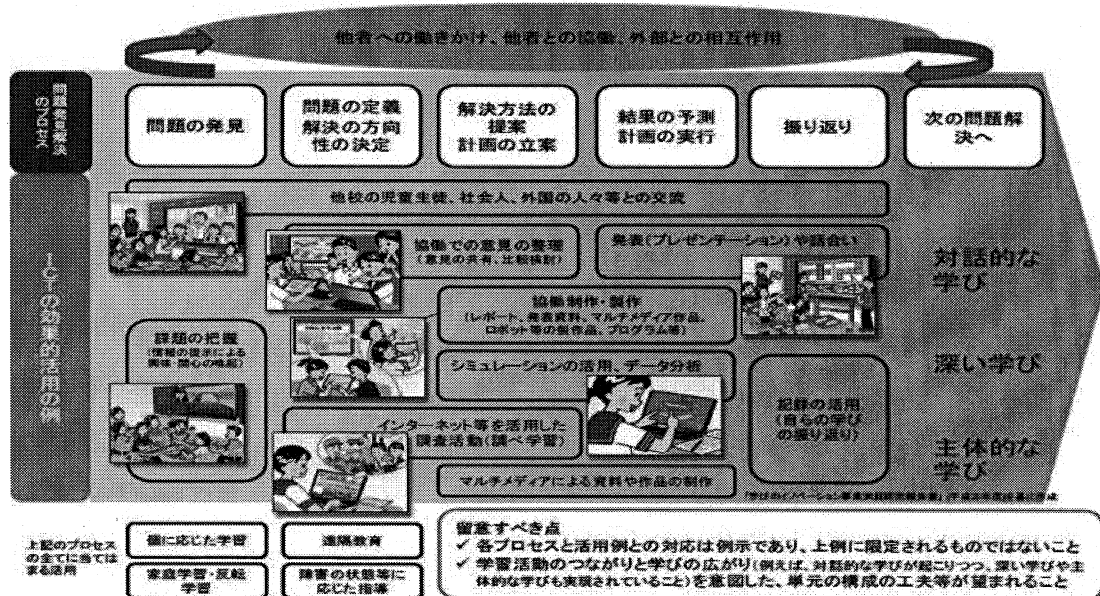 他者への働きかけ、他者との協働、外部との相互作用
問題発見・解決
のプロセス
問題の発見
問題の定義
解決の方向
性の決定
解決方法の
提案
計画の立案
結果の予測
計画の実行
振り返り
次の問題解
決へ
ICTの効果的活用の例
他校の児童生徒、社会人、外国の人々等との交流
協働での意見の整理
(意見の共有、比較検討)
発表(プレゼンテーション)や話合い
協働制作・製作
(レポート、発表資料、マルチメディア作品、
ロボット等の製作品、プログラム等)
課題の把握
(情報の提示による
興味・関心の喚起)
シミュレーションの活用、データ分析
インターネット等を活用した
調査活動(調べ学習)
記録の活用
(自らの学び
の振り返り)
マルチメディアによる資料や作品の制作
対話的な
学び
深い学び
主体的な
学び
上記のプロセス
の全てに当ては
まる活用
個に応じた学習
遠隔教育
家庭学習・反転
学習
障害の状態等に
応じた指導
留意すべき点
✓ 各プロセスと活用例との対応は例示であり、上例に限定されるものではないこと
✓ 学習活動のつながりと学びの広がり(例えば、対話的な学びが起こりつつ、深い学びや主
体的な学びも実現されていること)を意図した、単元の構成の工夫等が望まれること